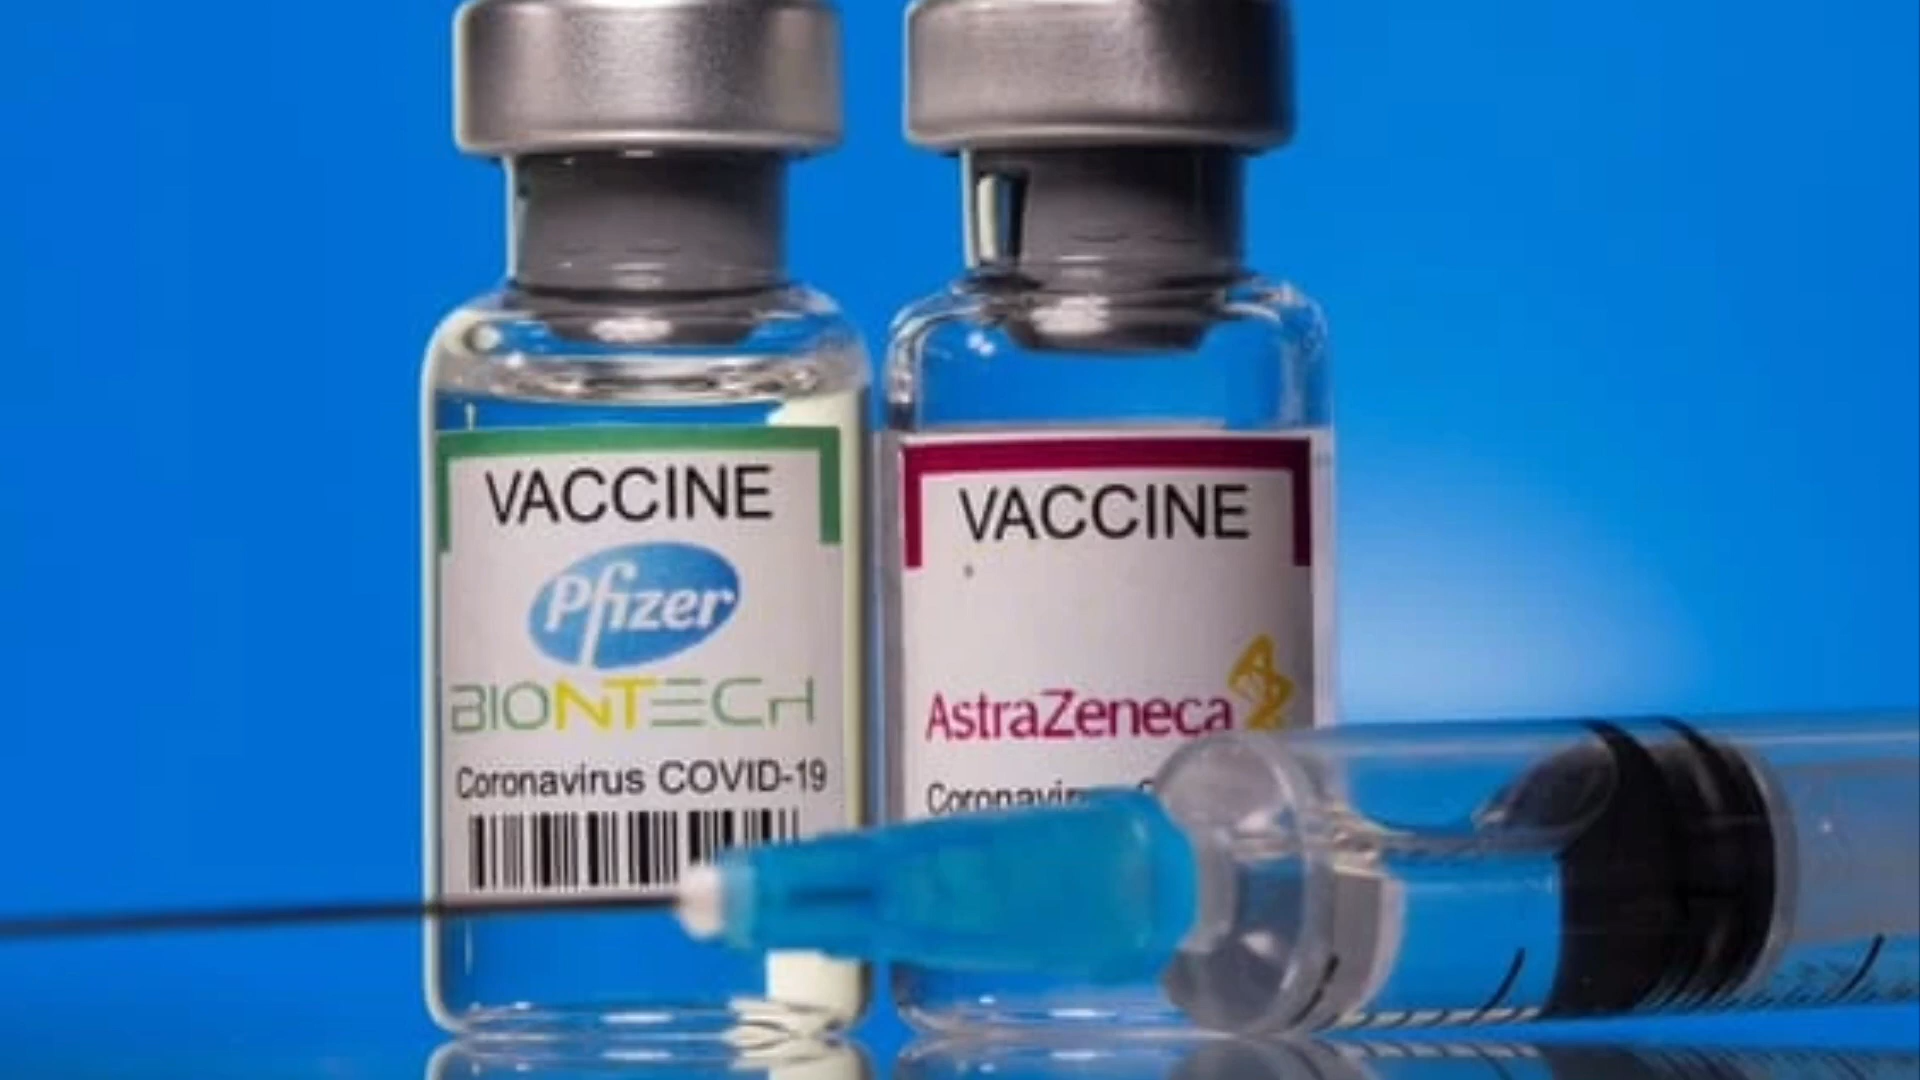 VACCINE
Pfizer
BIONTECH
Coronavirus COVID-19
VACCINE
AstraZeneca